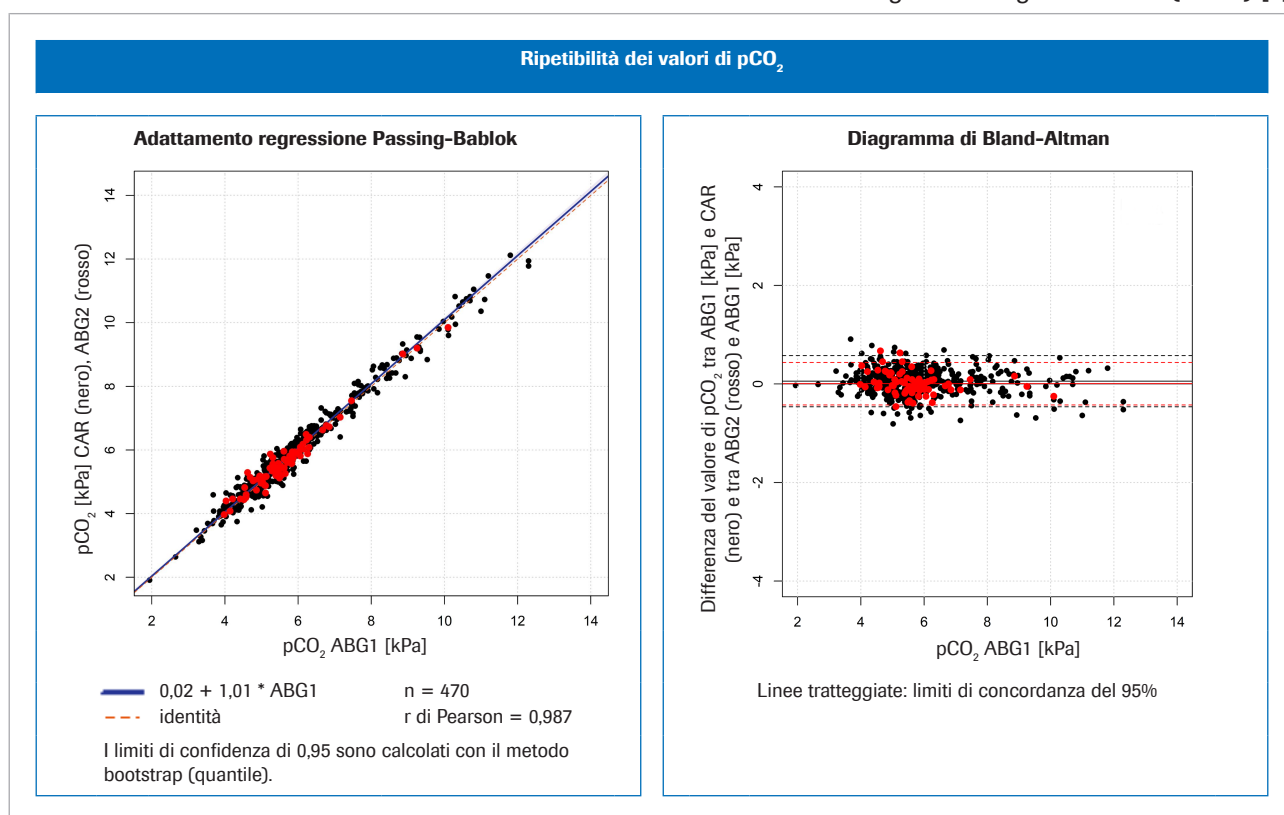 Ripetibilità dei valori di pCO₂
Adattamento regressione Passing-Bablok
pCO₂ [kPa] CAR (nero), ABG2 (rosso)
14
12
10
8
6
4
2
2 4 6 8 10 12 14
pCO₂ ABG1 [kPa]
0,02 + 1,01 * ABG1 n = 470
identità r di Pearson = 0,987
I limiti di confidenza di 0,95 sono calcolati con il metodo
bootstrap (quantile).
Diagramma di Bland-Altman
Differenza del valore di pCO₂ tra ABG1 [kPa] e CAR
(nero) e tra ABG2 (rosso) e ABG1 [kPa]
4
2
0
-2
-4
2 4 6 8 10 12 14
pCO₂ ABG1 [kPa]
Linee tratteggiate: limiti di concordanza del 95%